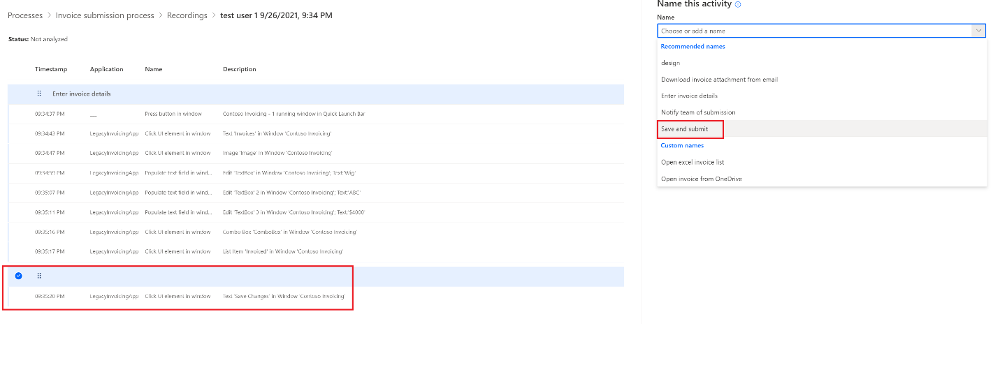 Processes > Invoice submission process > Recordings > test user 1 9/26/2021, 9:34 PM
Status: Not analyzed
Timestamp Application Name Description
Enter invoice details
09:34:37 PM __ Press button in window Contoso Invoicing - 1 running window in Quick Launch Bar
09:34:43 PM LegacyInvoicingApp Click UI element in window Text 'Invoices' in Window 'Contoso Invoicing'
09:34:47 PM LegacyInvoicingApp Click UI element in window Image 'Image' in Window 'Contoso Invoicing'
09:34:59 PM LegacyInvoicingApp Populate text field in wind... Edit 'TextBox' in Window 'Contoso Invoicing'; Text:'Wig'
09:35:07 PM LegacyInvoicingApp Populate text field in wind... Edit 'TextBox' 2 in Window 'Contoso Invoicing'; Text:'ABC'
09:35:11 PM LegacyInvoicingApp Populate text field in wind... Edit 'TextBox' 3 in Window 'Contoso Invoicing'; Text:'$4000'
09:35:16 PM LegacyInvoicingApp Click UI element in window Combo Box 'ComboBox' in Window 'Contoso Invoicing'
09:35:17 PM LegacyInvoicingApp Click UI element in window List Item 'Invoiced' in Window 'Contoso Invoicing'
09:35:20 PM LegacyInvoicingApp Click UI element in window Text 'Save Changes' in Window 'Contoso Invoicing'
Name this activity
Name
Choose or add a name
Recommended names
design
Download invoice attachment from email
Enter invoice details
Notify team of submission
Save and submit
Custom names
Open excel invoice list
Open invoice from OneDrive